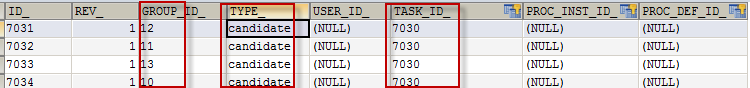 ID_ REV_ GROUP_ID_ TYPE_ USER_ID_ TASK_ID_ PROC_INST_ID_ PROC_DEF_ID_
7031 1 12 candidate (NULL) 7030 (NULL) (NULL)
7032 1 11 candidate (NULL) 7030 (NULL) (NULL)
7033 1 13 candidate (NULL) 7030 (NULL) (NULL)
7034 1 10 candidate (NULL) 7030 (NULL) (NULL)